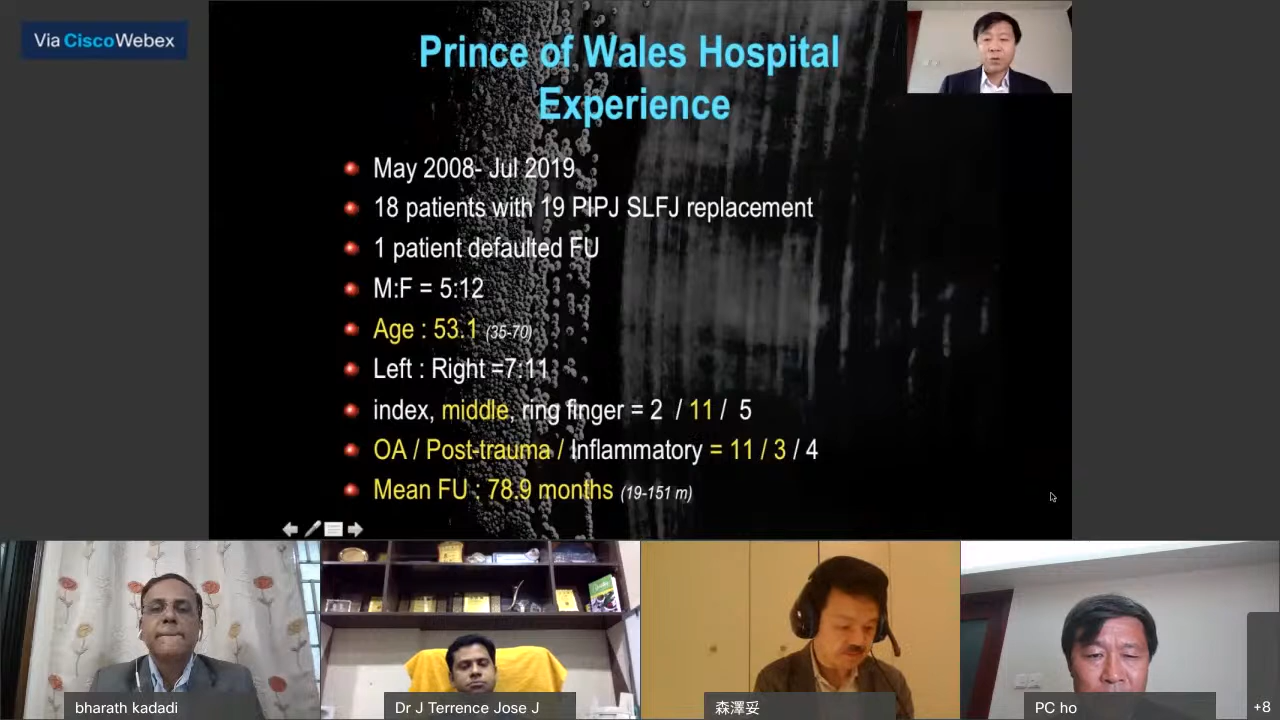 Via CiscoWebex
Prince of Wales Hospital
Experience
May 2008- Jul 2019
18 patients with 19 PIPJ SLFJ replacement
1 patient defaulted FU
M:F = 5:12
Age : 53.1 (35-70)
Left : Right =7:11
index, middle, ring finger = 2 / 11 / 5
OA / Post-trauma / Inflammatory = 11 / 3 / 4
Mean FU : 78.9 months (19-151 m)
bharath kadadi
Dr J Terrence Jose J
森澤妥
PC ho
+8